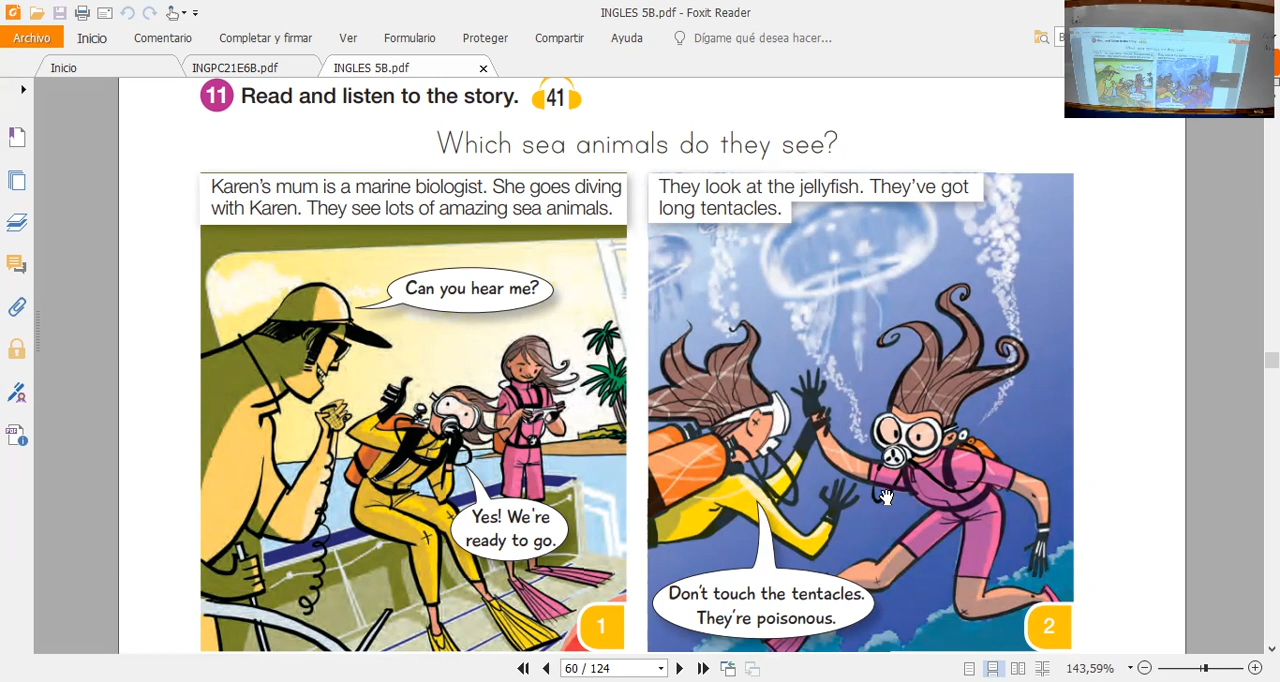 INGLES 5B.pdf - Foxit Reader
Archivo Inicio Comentario Completar y firmar Ver Formulario Proteger Compartir Ayuda Dígame qué desea hacer...
Inicio INGPC21E6B.pdf INGLES 5B.pdf
11 Read and listen to the story. 41
Which sea animals do they see?
Karen's mum is a marine biologist. She goes diving
with Karen. They see lots of amazing sea animals.
Can you hear me?
Yes! We're
ready to go.
1
They look at the jellyfish. They've got
long tentacles.
Don't touch the tentacles.
They're poisonous.
2
60 / 124
143,59%